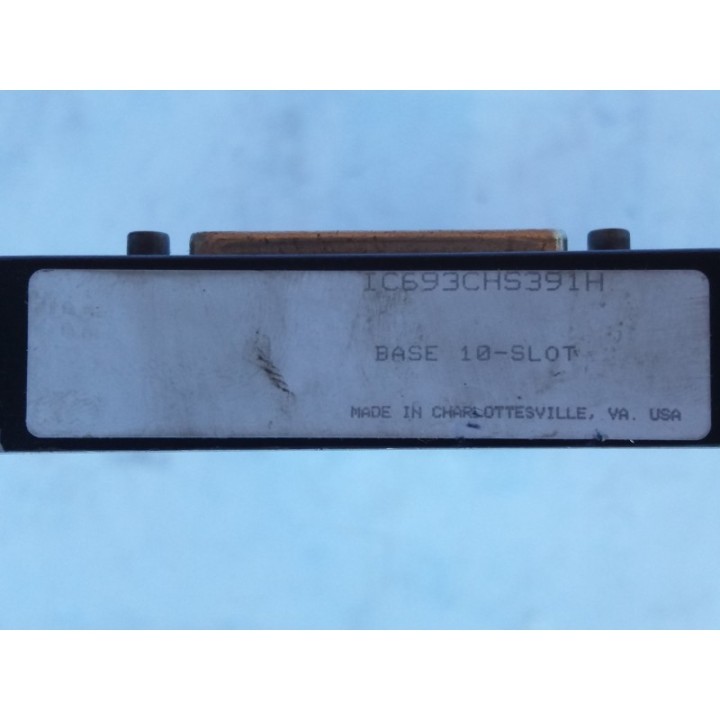 IC693CHS391H
BASE 10-SLOT
MADE IN CHARLOTTESVILLE, VA. USA